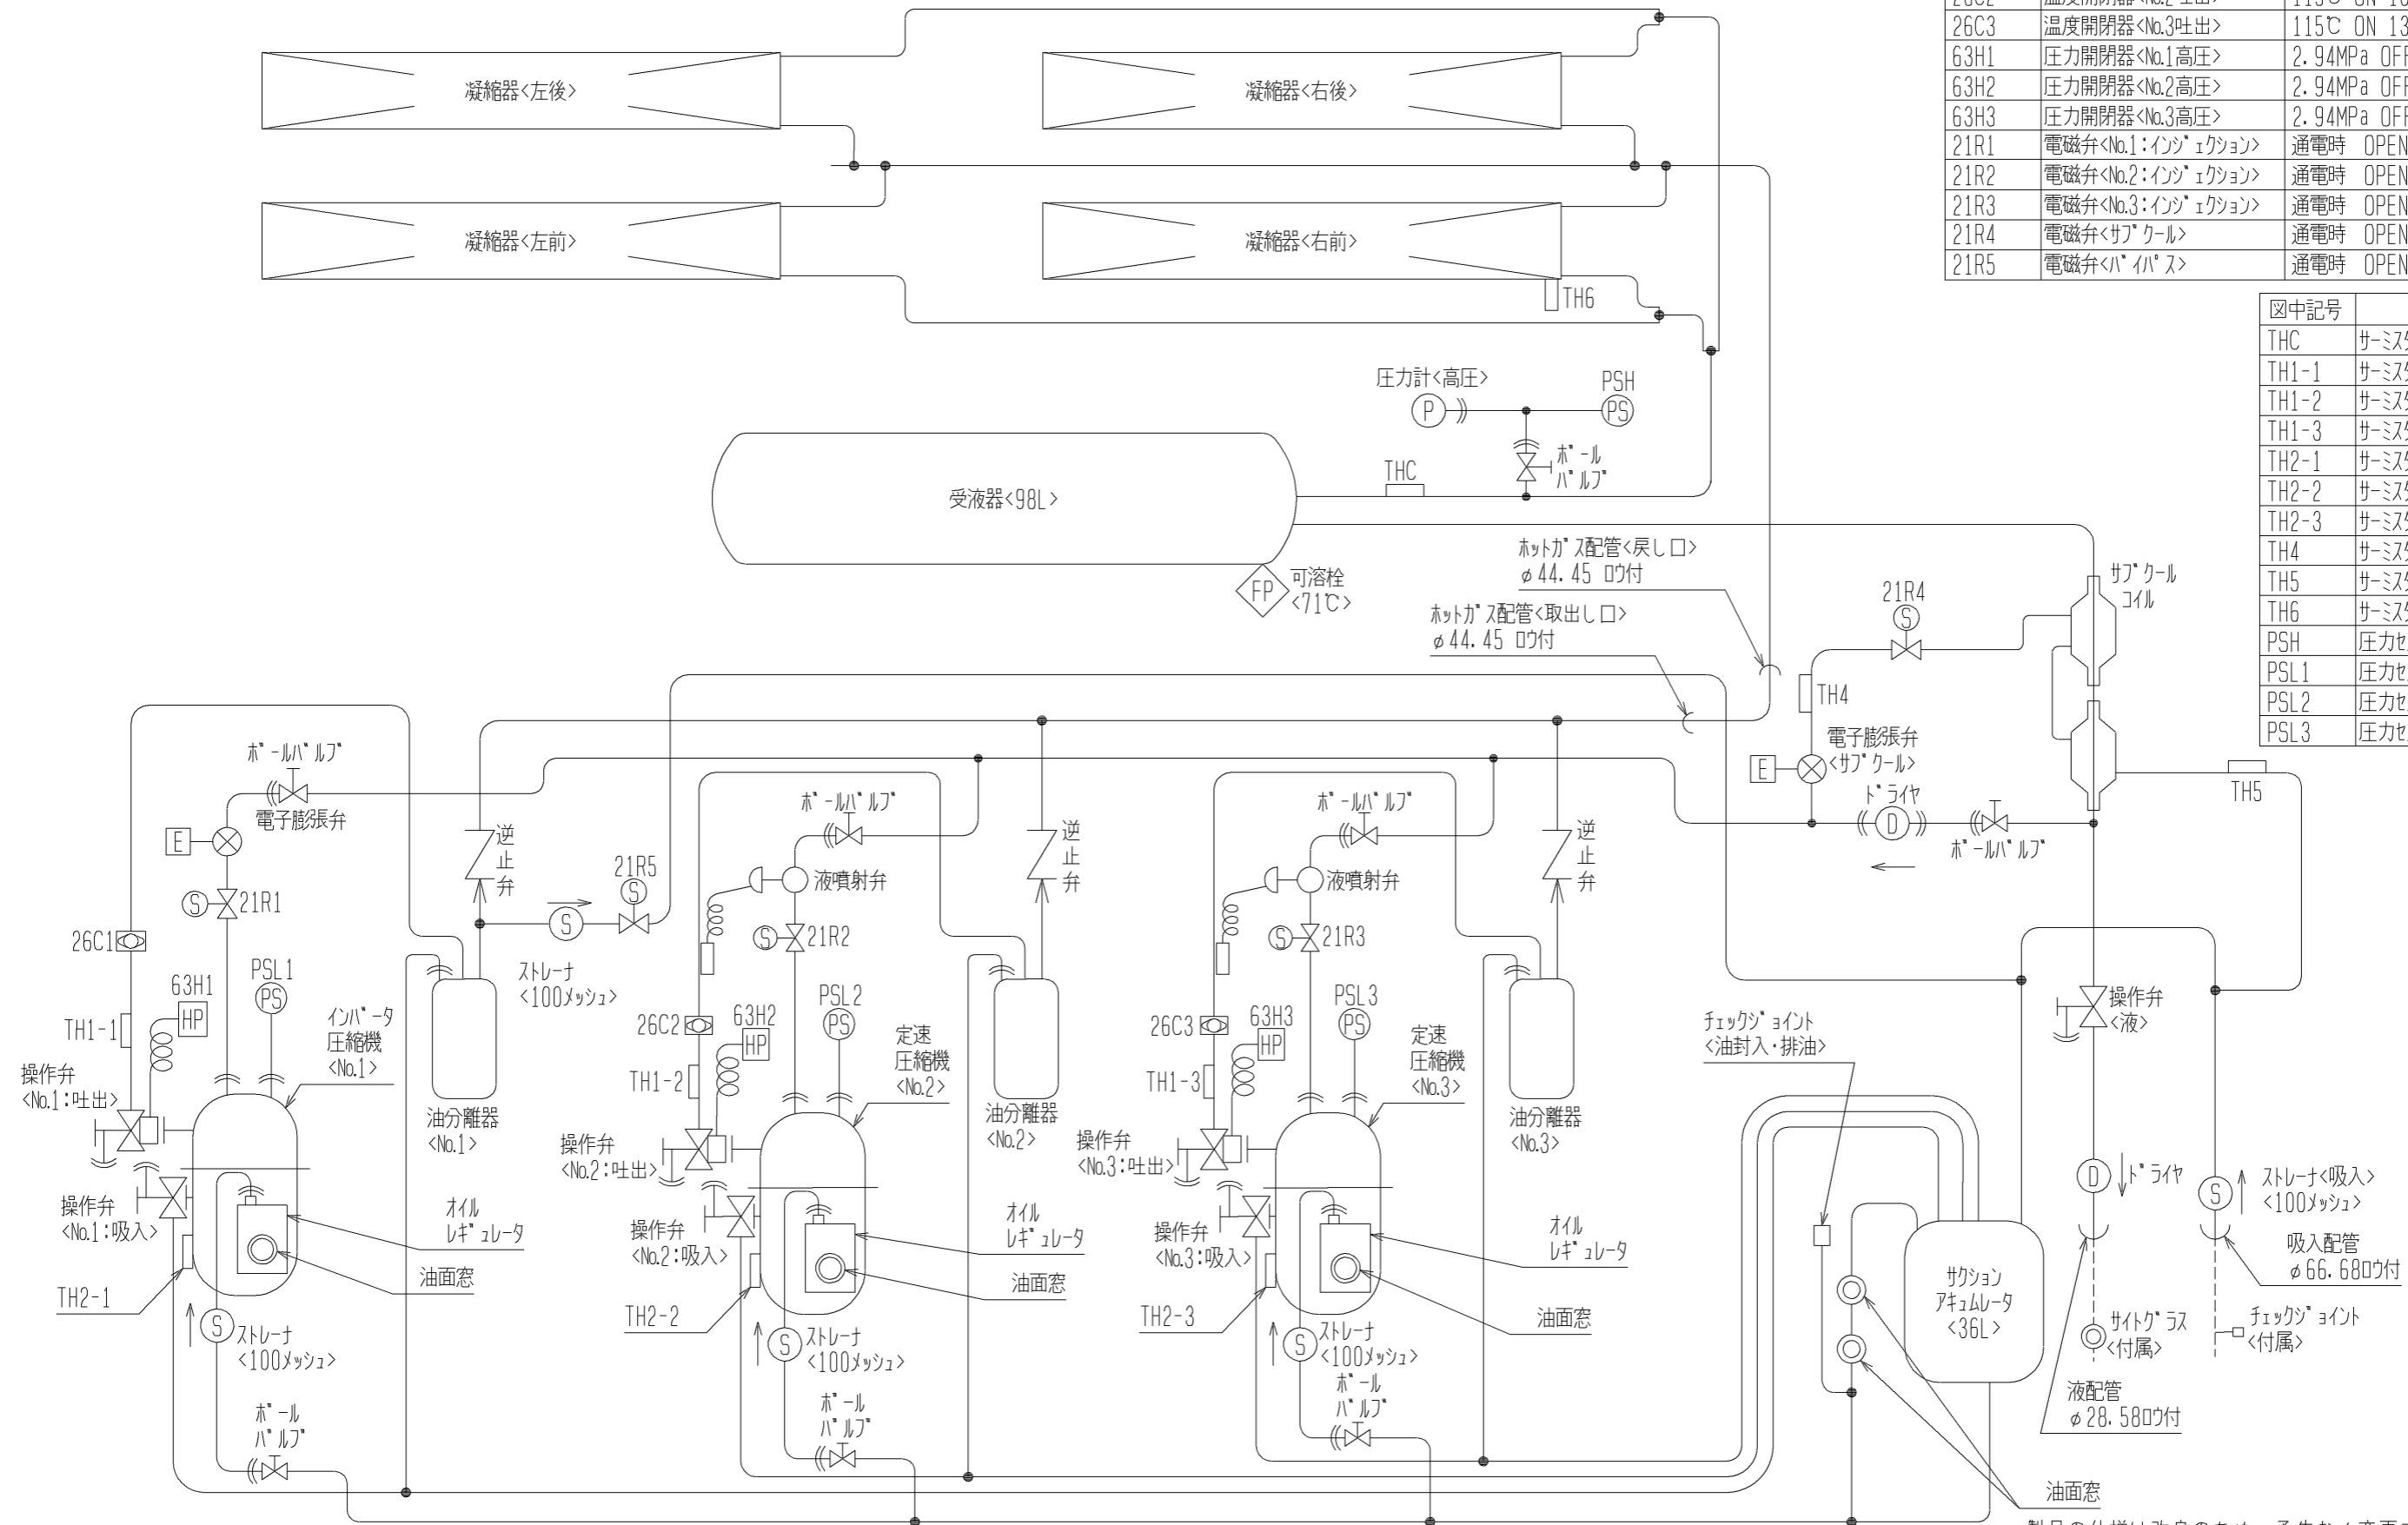 凝縮器<左後>
凝縮器<右後>
凝縮器<左前>
凝縮器<右前>
TH6
26C3 温度開閉器<No.3吐出> 115℃ ON
63H1 圧力開閉器<No.1高圧> 2.94MPa
63H2 圧力開閉器<No.2高圧> 2.94MPa
63H3 圧力開閉器<No.3高圧> 2.94MPa
21R1 電磁弁<No.1:インジェクション> 通電時 OPEN
21R2 電磁弁<No.2:インジェクション> 通電時 OPEN
21R3 電磁弁<No.3:インジェクション> 通電時 OPEN
21R4 電磁弁<サブクール> 通電時 OPEN
21R5 電磁弁<バイパス> 通電時 OPEN
図中記号
THC
TH1-1
TH1-2
TH1-3
TH2-1
TH2-2
TH2-3
TH4
TH5
TH6
PSH
PSL1
PSL2
PSL3
圧力計<高圧>
PSH
P
PS
ボール
バルブ
THC
受液器<98L>
FP
可溶栓
<71℃>
ホットガス配管<戻し口>
φ44.45 ロウ付
ホットガス配管<取出し口>
φ44.45 ロウ付
21R4
S
サブクール
コイル
TH4
電子膨張弁
<サブクール>
E
ドライヤ
D
ボールバルブ
TH5
ボールバルブ
電子膨張弁
E
S
21R1
26C1
63H1
HP
PSL1
PS
TH1-1
インバータ
圧縮機
<No.1>
操作弁
<No.1:吐出>
操作弁
<No.1:吸入>
TH2-1
オイル
レギュレータ
油面窓
S
ストレーナ
<100メッシュ>
ボール
バルブ
油分離器
<No.1>
逆
止
弁
S
ストレーナ
<100メッシュ>
21R5
S
ボールバルブ
液噴射弁
S
21R2
26C2
63H2
HP
PSL2
PS
TH1-2
定速
圧縮機
<No.2>
操作弁
<No.2:吐出>
操作弁
<No.2:吸入>
TH2-2
オイル
レギュレータ
油面窓
S
ストレーナ
<100メッシュ>
ボール
バルブ
油分離器
<No.2>
逆
止
弁
ボールバルブ
液噴射弁
S
21R3
26C3
63H3
HP
PSL3
PS
TH1-3
定速
圧縮機
<No.3>
操作弁
<No.3:吐出>
操作弁
<No.3:吸入>
TH2-3
オイル
レギュレータ
油面窓
S
ストレーナ
<100メッシュ>
ボール
バルブ
油分離器
<No.3>
逆
止
弁
チェックジョイント
<油封入・排油>
サクション
アキュムレータ
<36L>
油面窓
操作弁
<液>
D
ドライヤ
サイトグラス
<付属>
液配管
φ28.58ロウ付
S
ストレーナ<吸入>
<100メッシュ>
吸入配管
φ66.68ロウ付
チェックジョイント
<付属>